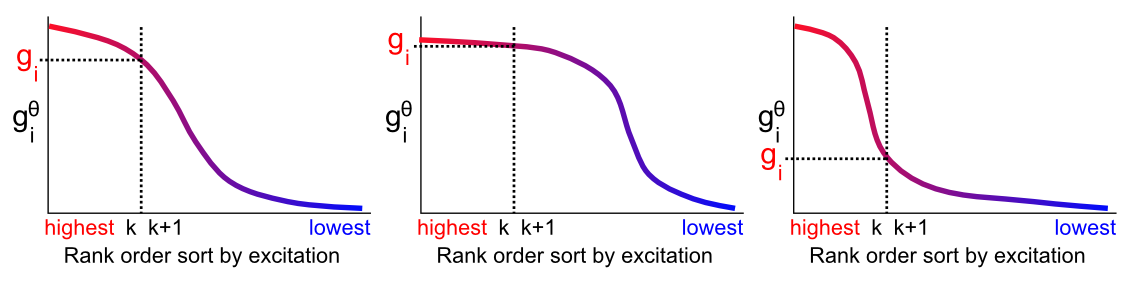 g_i
g_i^θ
highest k k+1 lowest
Rank order sort by excitation
g_i
g_i^θ
highest k k+1 lowest
Rank order sort by excitation
g_i^θ
g_i
highest k k+1 lowest
Rank order sort by excitation